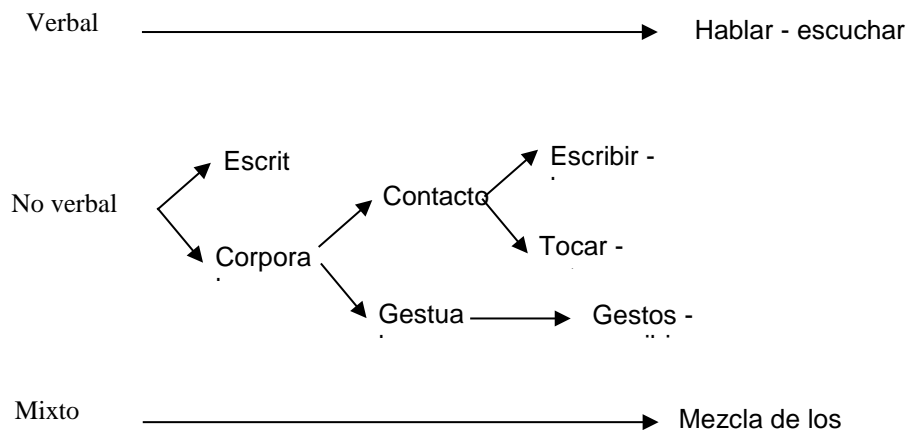 Verbal
Hablar - escuchar
Escrit
Escribir -
No verbal
Contacto
Corpora
Tocar -
Gestua
Gestos -
Mixto
Mezcla de los